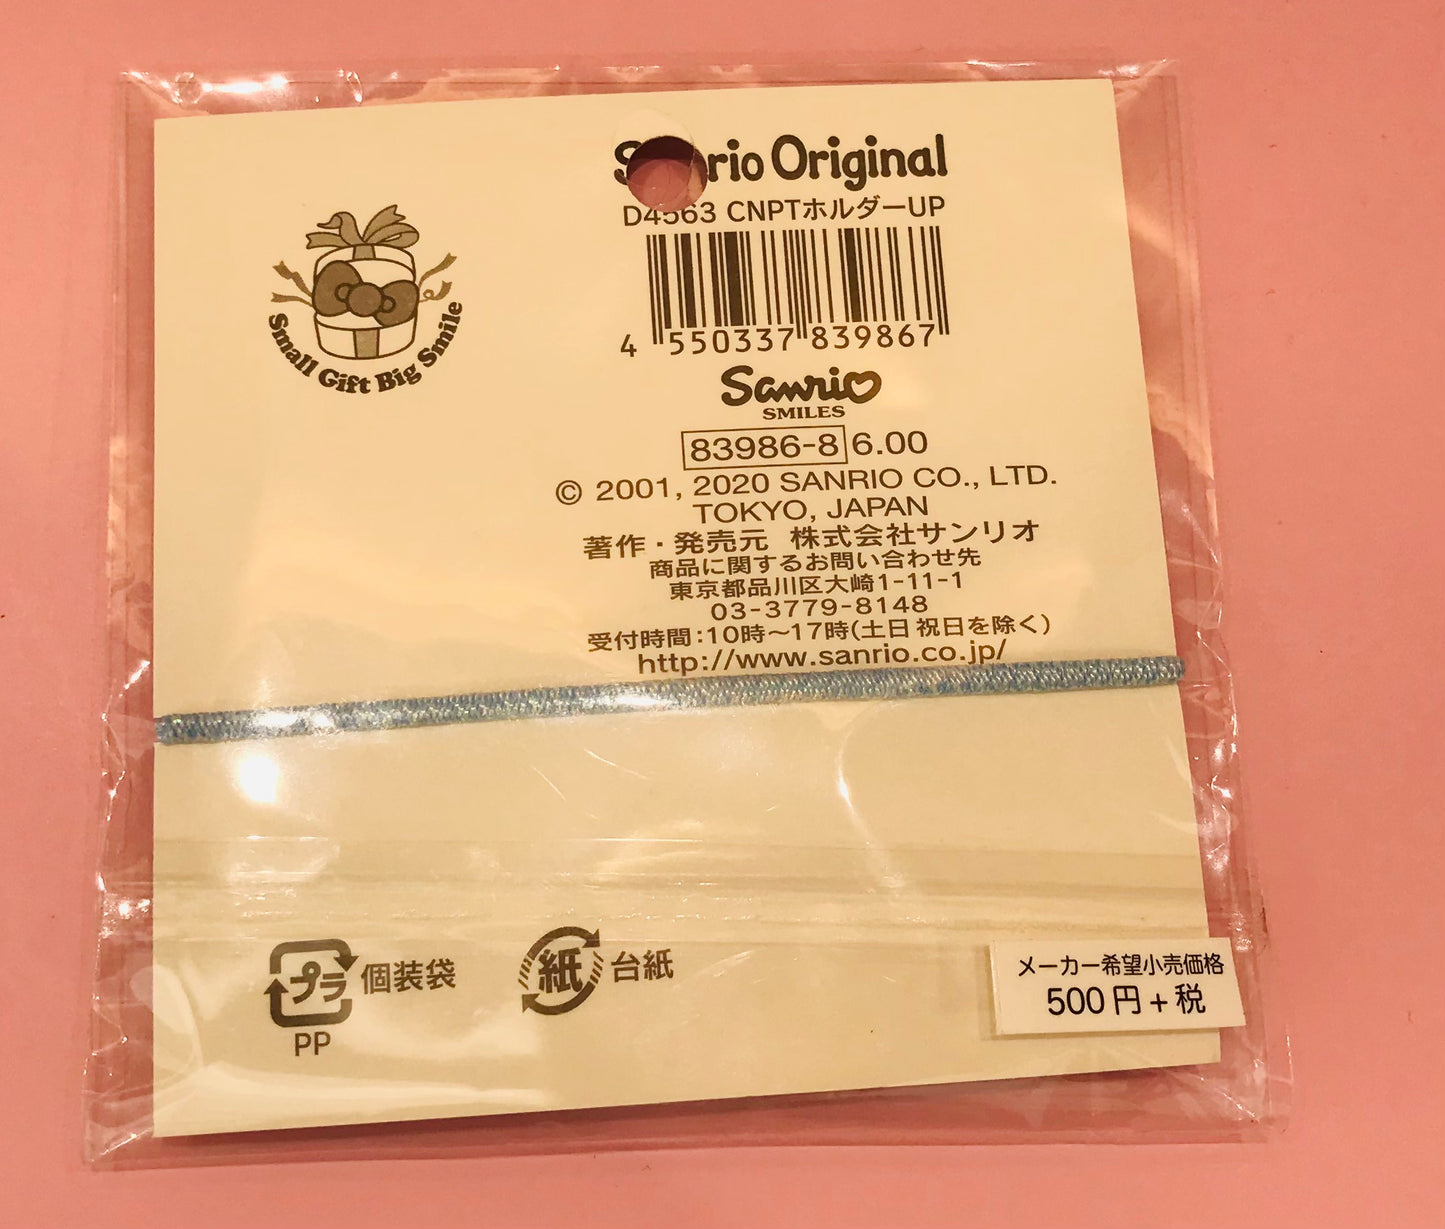 Sanrio Original
D4563 CNPTホルダーUP
4 550337 839867
Small Gift Big Smile
Sanrio
SMILES
83986-8 6.00
© 2001, 2020 SANRIO CO., LTD.
TOKYO, JAPAN
著作・発売元 株式会社サンリオ
商品に関するお問い合わせ先
東京都品川区大崎1-11-1
03-3779-8148
受付時間:10時～17時(土日祝日を除く)
http://www.sanrio.co.jp/
プラ 個装袋
PP
紙 台紙
メーカー希望小売価格
500円+税